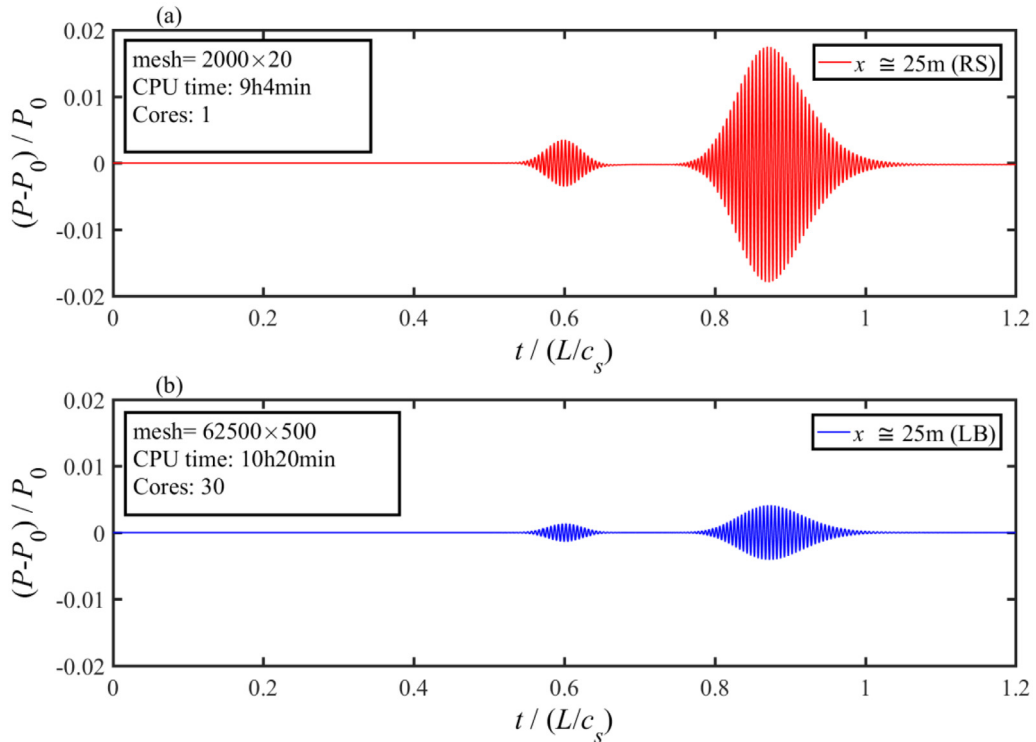 (a)
0.02
mesh= 2000×20
CPU time: 9h4min
Cores: 1
x ≅ 25m (RS)
0.01
0
-0.01
-0.02
(P-P0) / P0
0 0.2 0.4 0.6 0.8 1 1.2
t / (L/cs)
(b)
0.02
mesh= 62500×500
CPU time: 10h20min
Cores: 30
x ≅ 25m (LB)
0.01
0
-0.01
-0.02
(P-P0) / P0
0 0.2 0.4 0.6 0.8 1 1.2
t / (L/cs)